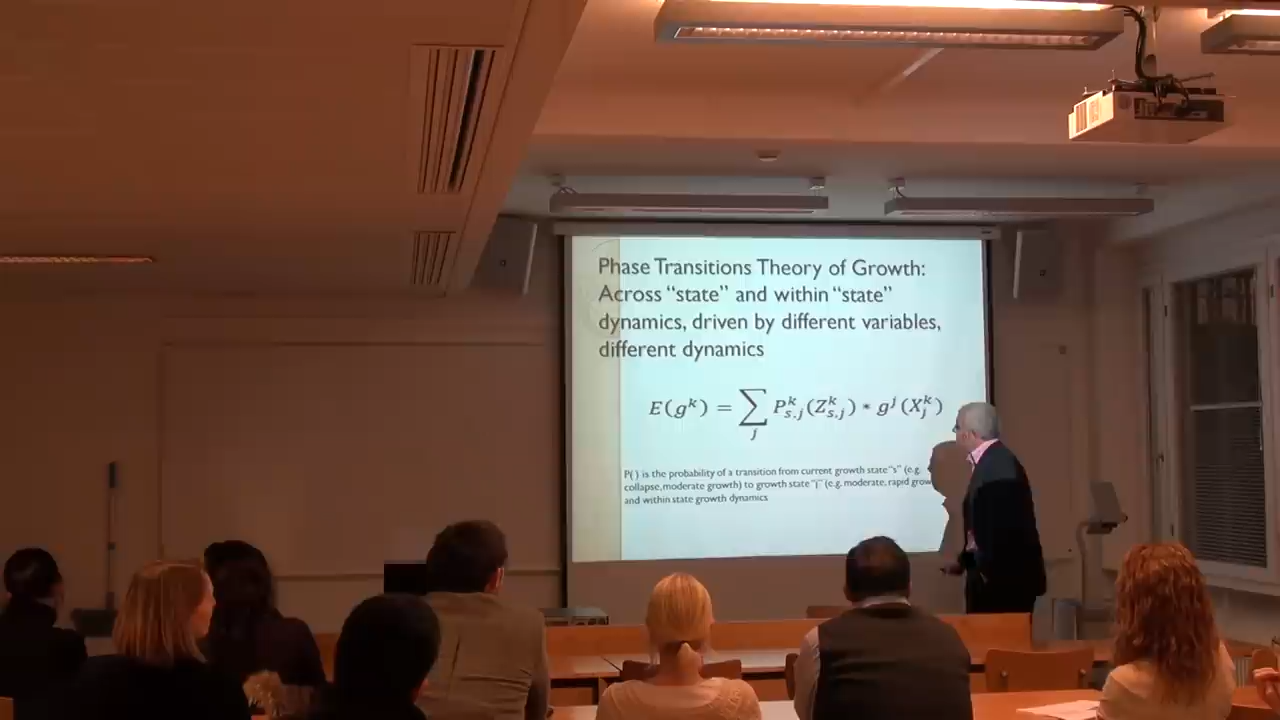 Phase Transitions Theory of Growth:
Across “state” and within “state”
dynamics, driven by different variables,
different dynamics
E(g^k) = ∑_j P^k_{s,j}(Z^k_{s,j}) * g^j(X^k_j)
P( ) is the probability of a transition from current growth state “s” (e.g.
collapse, moderate growth) to growth state “j” (e.g. moderate, rapid grow
and within state growth dynamics